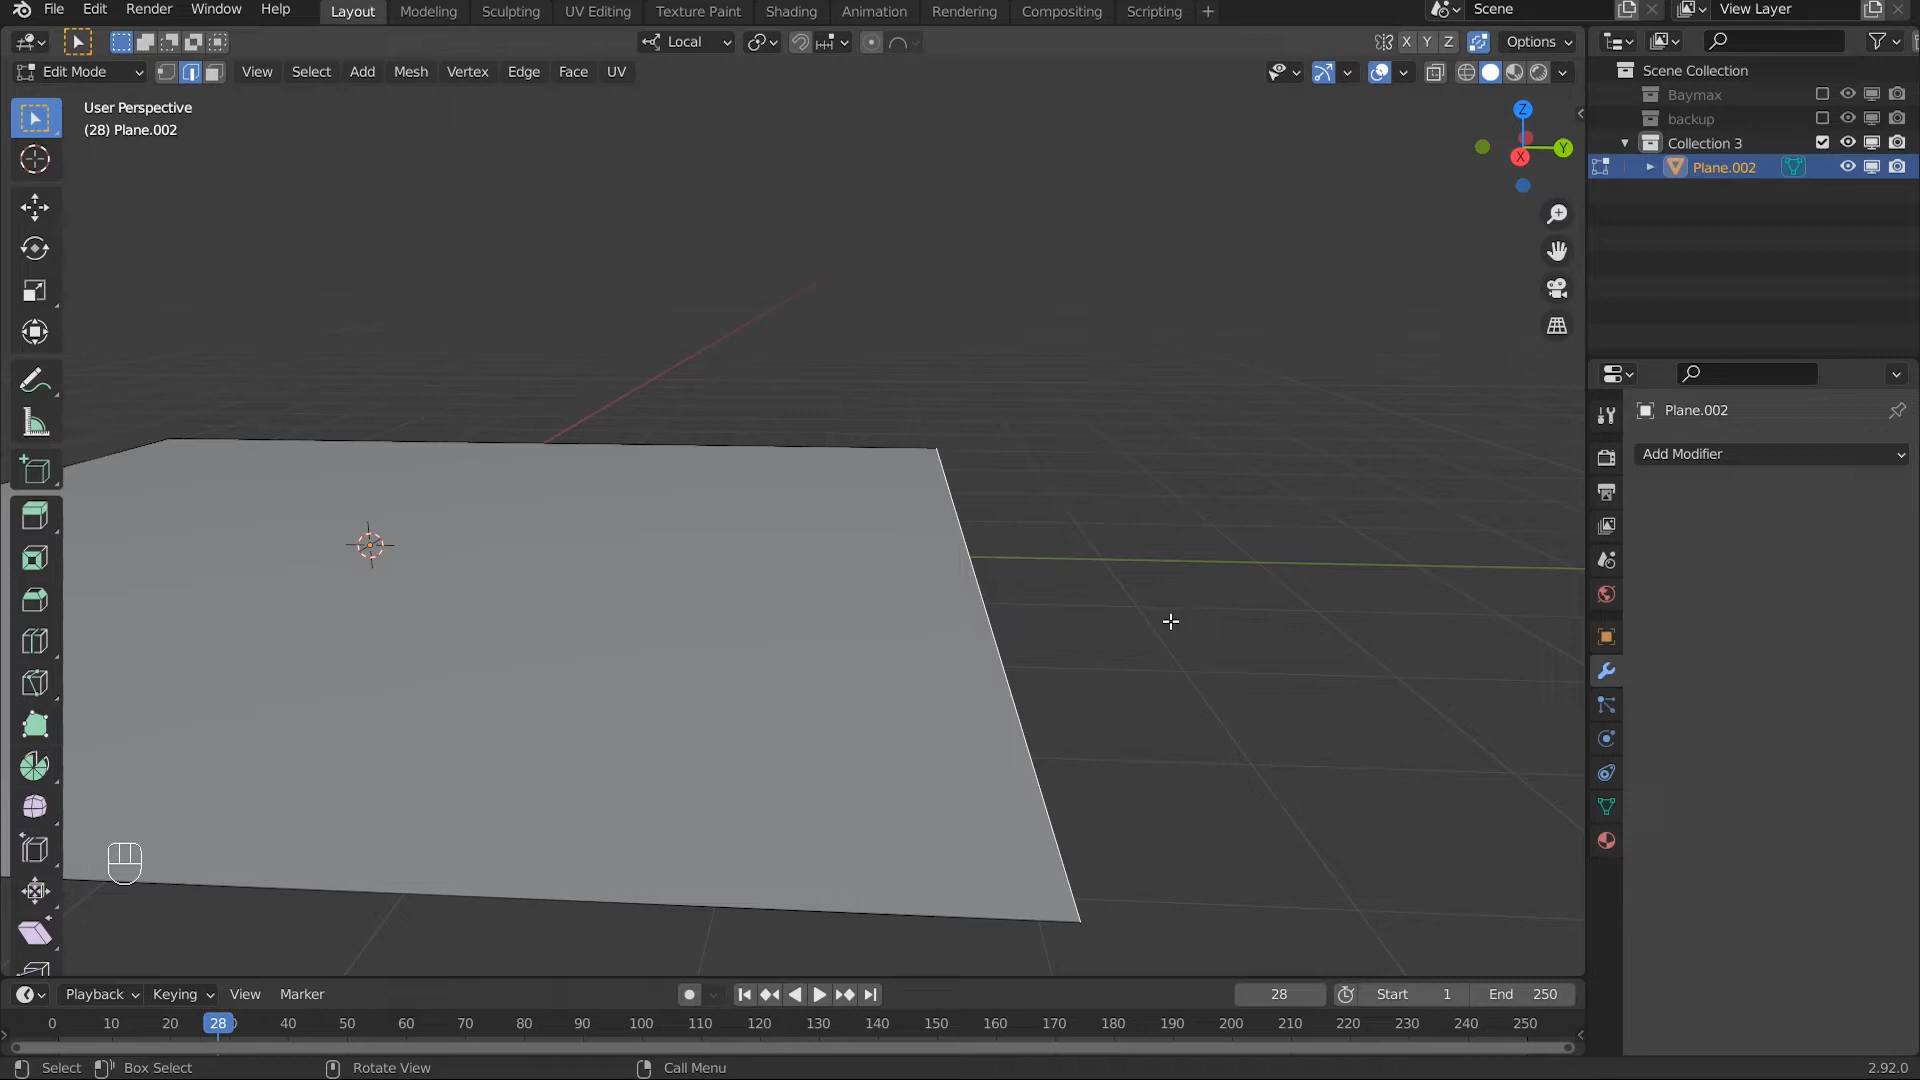 File Edit Render Window Help Layout Modeling Sculpting UV Editing Texture Paint Shading Animation Rendering Compositing Scripting + Scene View Layer
Local X Y Z Options
Edit Mode View Select Add Mesh Vertex Edge Face UV
User Perspective
(28) Plane.002
Z
Y
X
Scene Collection
Baymax
backup
Collection 3
Plane.002
Plane.002
Add Modifier
Playback Keying View Marker 28 Start 1 End 250
0 10 20 28 40 50 60 70 80 90 100 110 120 130 140 150 160 170 180 190 200 210 220 230 240 250
Select Box Select Rotate View Call Menu 2.92.0